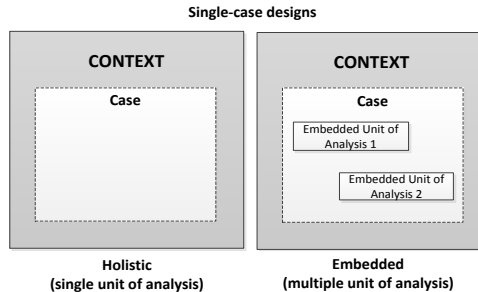 Single-case designs
CONTEXT
Case
Holistic
(single unit of analysis)
CONTEXT
Case
Embedded Unit of
Analysis 1
Embedded Unit of
Analysis 2
Embedded
(multiple unit of analysis)